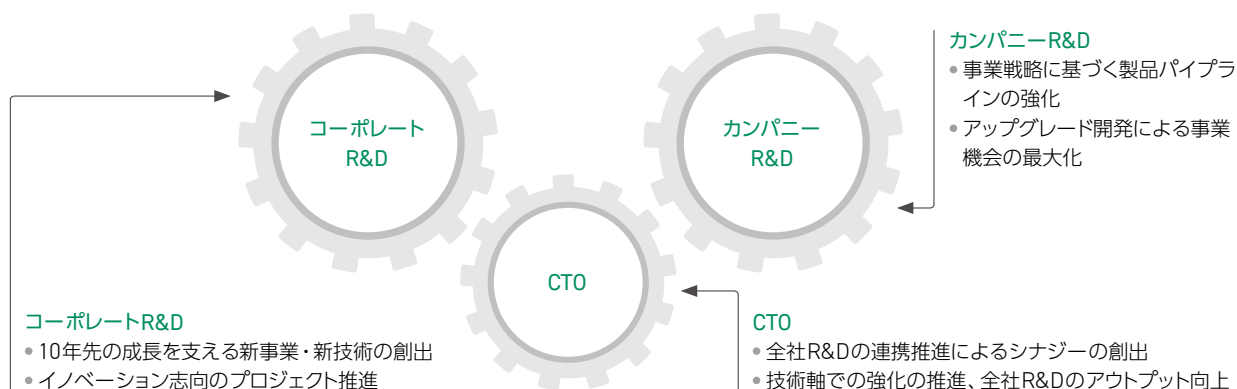 コーポレート
R&D
カンパニー
R&D
CTO
カンパニーR&D
• 事業戦略に基づく製品パイプラ
インの強化
• アップグレード開発による事業
機会の最大化
コーポレートR&D
• 10年先の成長を支える新事業・新技術の創出
• イノベーション志向のプロジェクト推進
CTO
• 全社R&Dの連携推進によるシナジーの創出
• 技術軸での強化の推進、全社R&Dのアウトプット向上